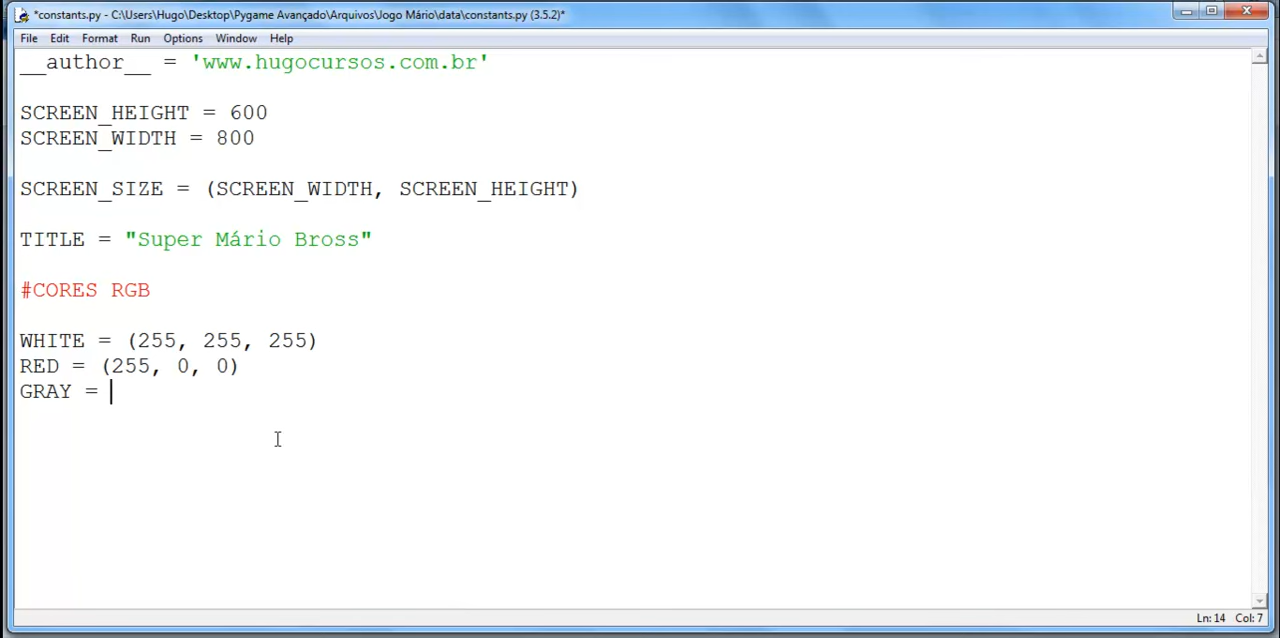 *constants.py - C:\Users\Hugo\Desktop\Pygame Avançado\Arquivos\Jogo Mário\data\constants.py (3.5.2)*
File Edit Format Run Options Window Help
__author__ = 'www.hugocursos.com.br'
SCREEN_HEIGHT = 600
SCREEN_WIDTH = 800
SCREEN_SIZE = (SCREEN_WIDTH, SCREEN_HEIGHT)
TITLE = "Super Mário Bross"
#CORES RGB
WHITE = (255, 255, 255)
RED = (255, 0, 0)
GRAY =
Ln: 14 Col: 7